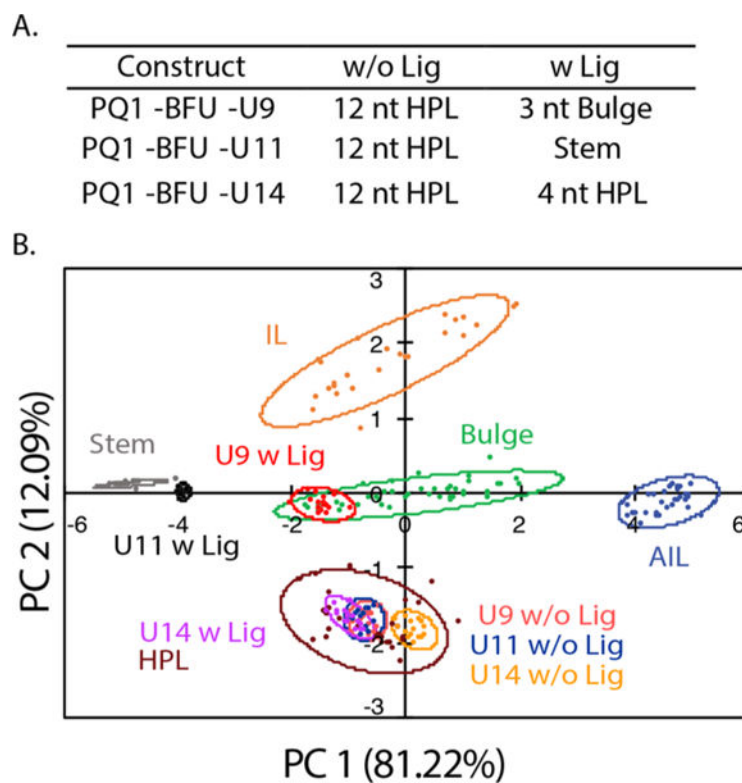 A.
Construct w/o Lig w Lig
PQ1 -BFU -U9 12 nt HPL 3 nt Bulge
PQ1 -BFU -U11 12 nt HPL Stem
PQ1 -BFU -U14 12 nt HPL 4 nt HPL
B.
3
IL
2
1
Stem
U9 w Lig
Bulge
0
-6 -4 -2 0 2 4 6
U11 w Lig
AIL
-1
U14 w Lig
U9 w/o Lig
HPL
U11 w/o Lig
-2
U14 w/o Lig
-3
PC 2 (12.09%)
PC 1 (81.22%)